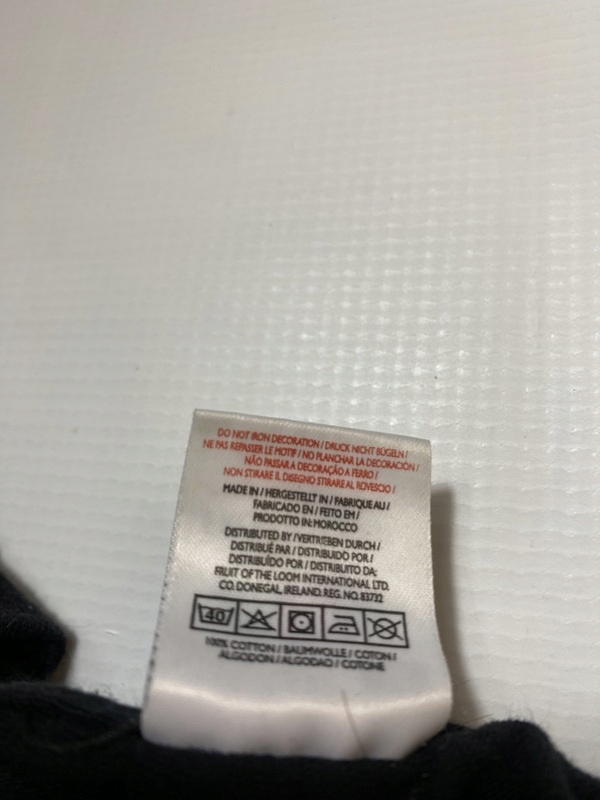 DO NOT IRON DECORATION / DRUCK NICHT BÜGELN /
NE PAS REPASSER LE MOTIF / NO PLANCHAR LA DECORACIÓN /
NÃO PASSAR A DECORAÇÃO A FERRO /
NON STIRARE IL DISEGNO STIRARE AL ROVESCIO /
MADE IN / HERGESTELLT IN / FABRIQUE AU /
FABRICADO EN / FEITO EM /
PRODOTTO IN: MOROCCO
DISTRIBUTED BY / VERTRIEBEN DURCH /
DISTRIBUÉ PAR / DISTRIBUIDO POR /
DISTRIBUÍDO POR / DISTRIBUITO DA:
FRUIT OF THE LOOM INTERNATIONAL LTD.
CO. DONEGAL, IRELAND. REG. NO. 83732
40
100% COTTON / BAUMWOLLE / COTON /
ALGODON / ALGODAO / COTONE